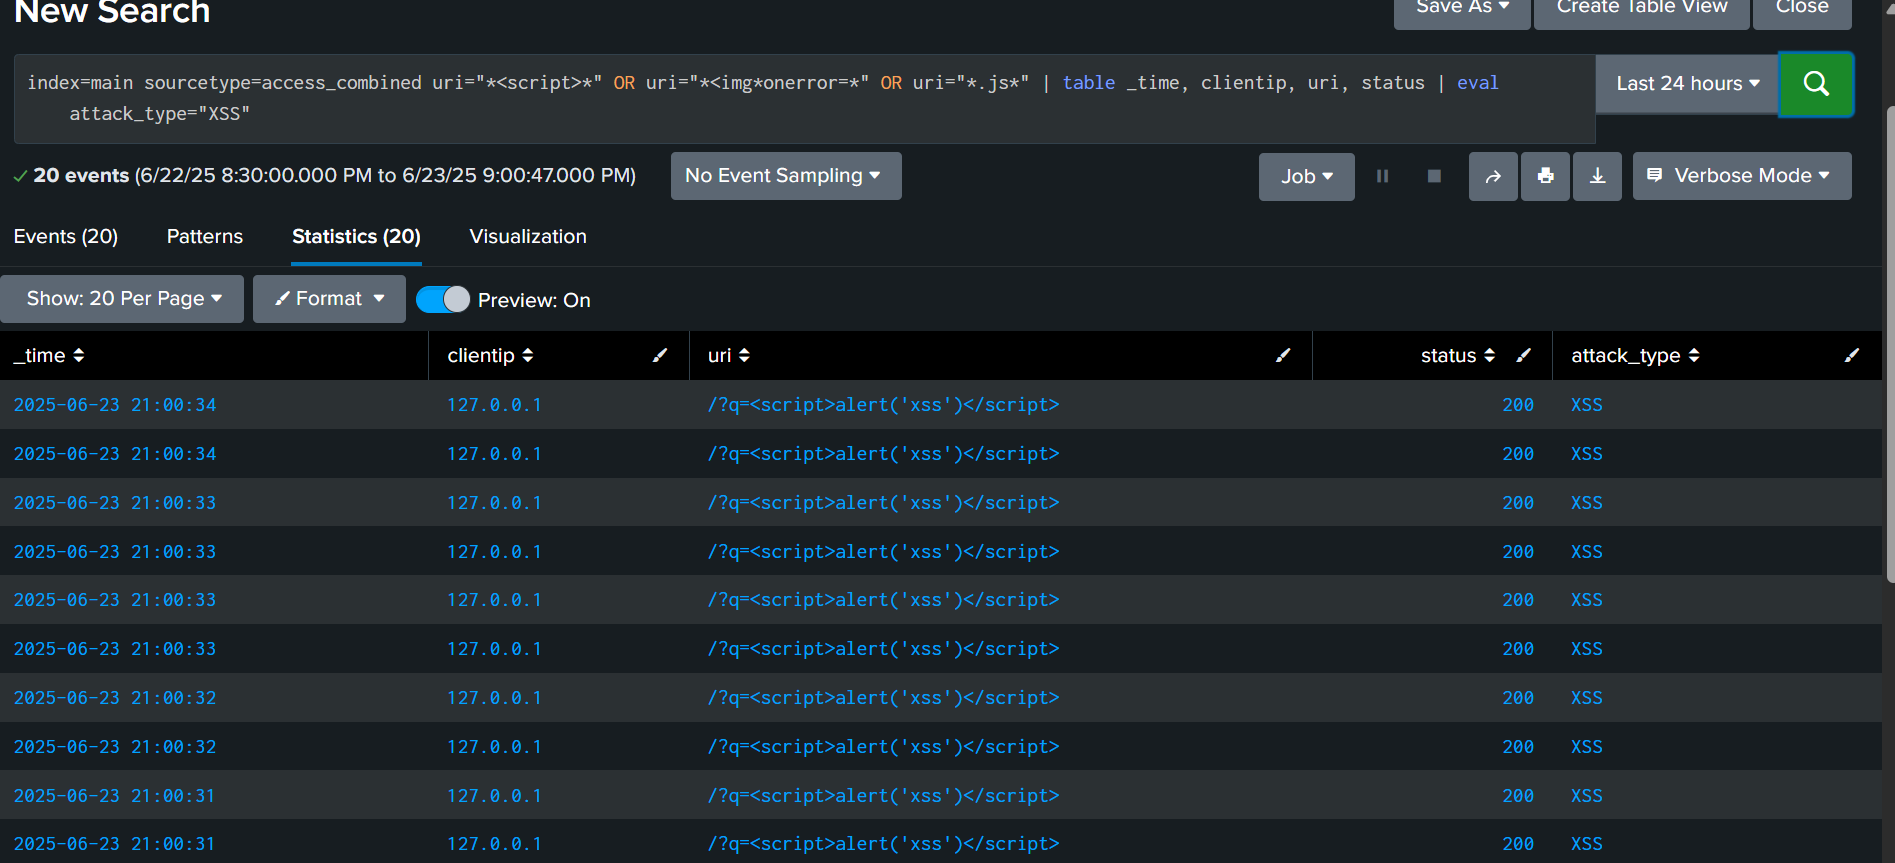 New Search
Save As
Create Table View
Close
index=main sourcetype=access_combined uri="*<script>*" OR uri="*<img*onerror=*" OR uri="*.js*" | table _time, clientip, uri, status | eval
attack_type="XSS"
Last 24 hours
20 events (6/22/25 8:30:00.000 PM to 6/23/25 9:00:47.000 PM)
No Event Sampling
Job
Verbose Mode
Events (20)
Patterns
Statistics (20)
Visualization
Show: 20 Per Page
Format
Preview: On
_time clientip uri status attack_type
2025-06-23 21:00:34 127.0.0.1 /?q=<script>alert('xss')</script> 200 XSS
2025-06-23 21:00:34 127.0.0.1 /?q=<script>alert('xss')</script> 200 XSS
2025-06-23 21:00:33 127.0.0.1 /?q=<script>alert('xss')</script> 200 XSS
2025-06-23 21:00:33 127.0.0.1 /?q=<script>alert('xss')</script> 200 XSS
2025-06-23 21:00:33 127.0.0.1 /?q=<script>alert('xss')</script> 200 XSS
2025-06-23 21:00:33 127.0.0.1 /?q=<script>alert('xss')</script> 200 XSS
2025-06-23 21:00:32 127.0.0.1 /?q=<script>alert('xss')</script> 200 XSS
2025-06-23 21:00:32 127.0.0.1 /?q=<script>alert('xss')</script> 200 XSS
2025-06-23 21:00:31 127.0.0.1 /?q=<script>alert('xss')</script> 200 XSS
2025-06-23 21:00:31 127.0.0.1 /?q=<script>alert('xss')</script> 200 XSS